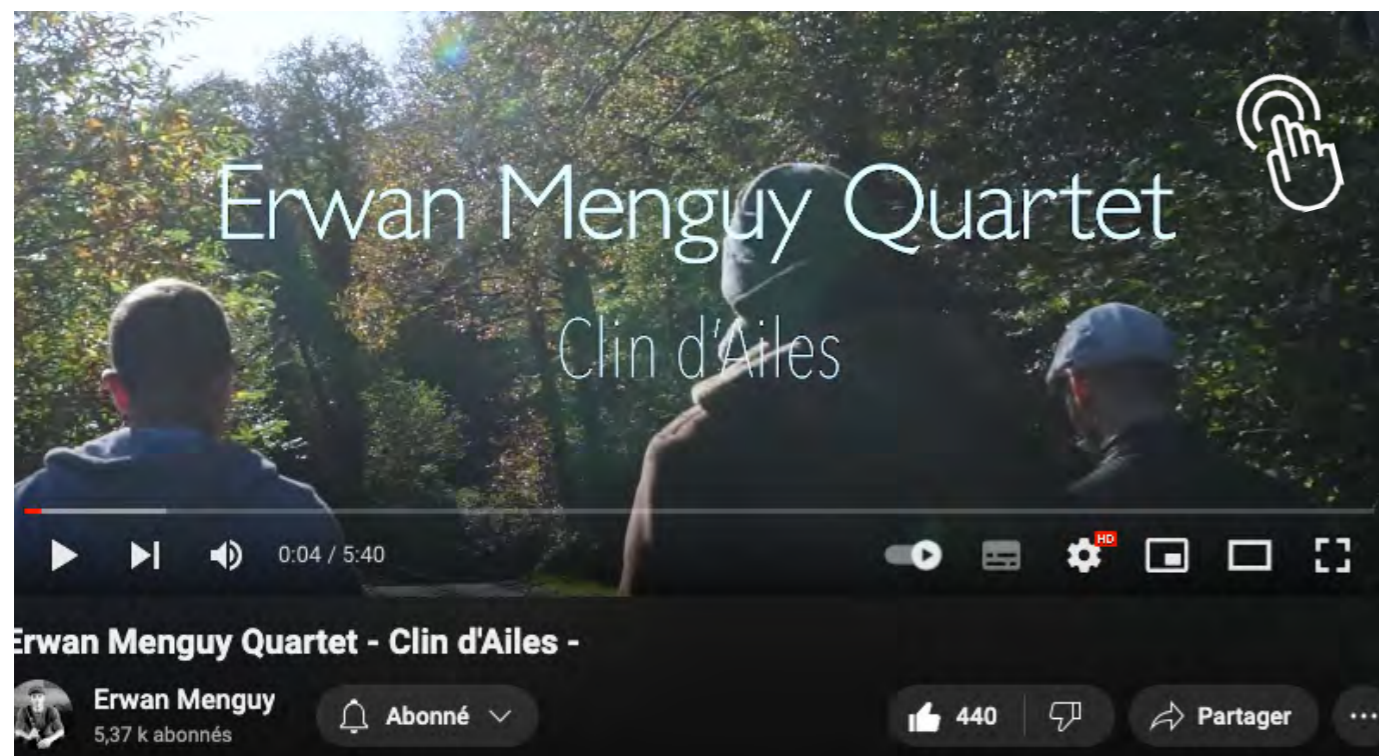 Erwan Menguy Quartet
Clin d'Ailes
0:04 / 5:40
HD
Erwan Menguy Quartet - Clin d'Ailes -
Erwan Menguy
5,37 k abonnés
Abonné
440
Partager